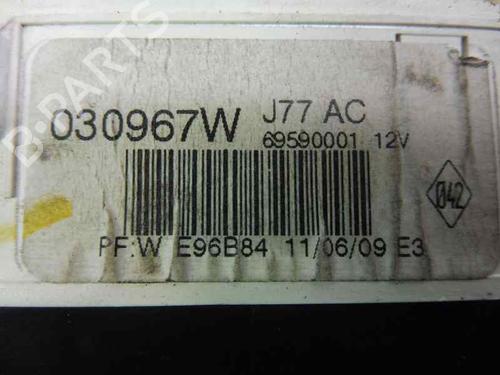 B-PARTS
030967W J77 AC
69590001 12V
042
PF:W E96B84 11/06/09 E3